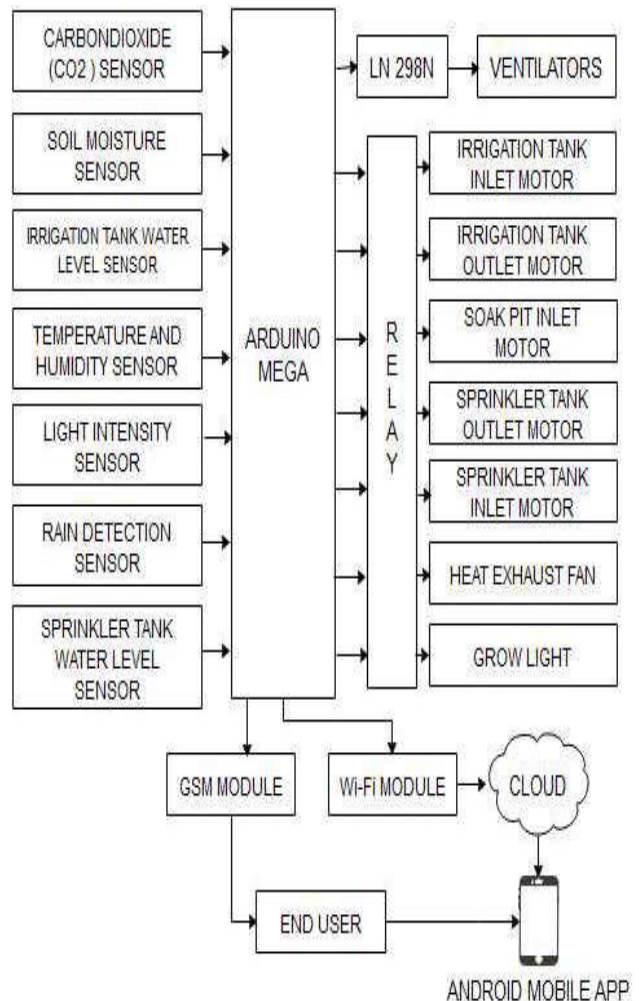 CARBONDIOXIDE
(CO2 ) SENSOR
SOIL MOISTURE
SENSOR
IRRIGATION TANK WATER
LEVEL SENSOR
TEMPERATURE AND
HUMIDITY SENSOR
LIGHT INTENSITY
SENSOR
RAIN DETECTION
SENSOR
SPRINKLER TANK
WATER LEVEL
SENSOR
ARDUINO
MEGA
LN 298N
VENTILATORS
R
E
L
A
Y
IRRIGATION TANK
INLET MOTOR
IRRIGATION TANK
OUTLET MOTOR
SOAK PIT INLET
MOTOR
SPRINKLER TANK
OUTLET MOTOR
SPRINKLER TANK
INLET MOTOR
HEAT EXHAUST FAN
GROW LIGHT
GSM MODULE
Wi-Fi MODULE
CLOUD
END USER
ANDROID MOBILE APP